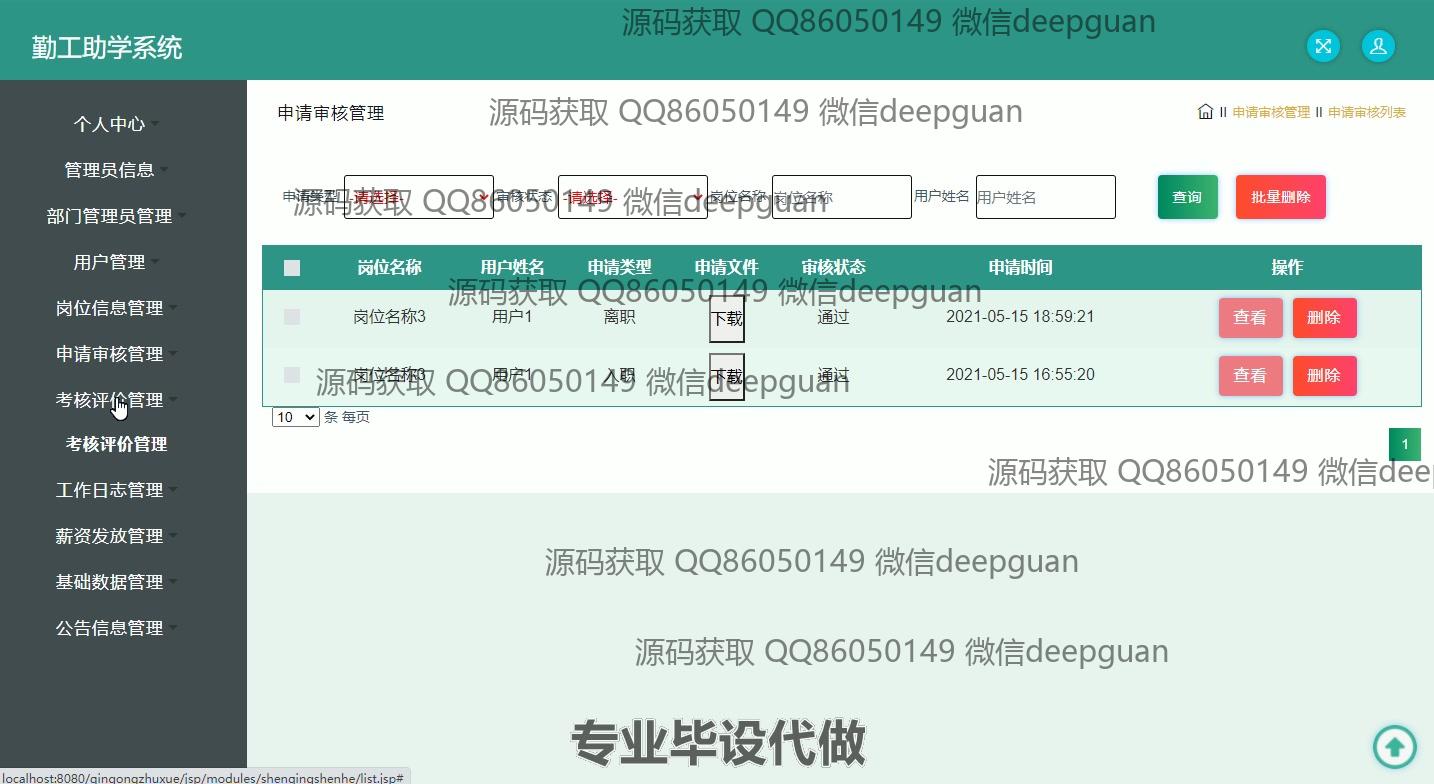 源码获取 QQ86050149 微信deepguan
勤工助学系统
个人中心
管理员信息
部门管理员管理
用户管理
岗位信息管理
申请审核管理
考核评价管理
考核评价管理
工作日志管理
薪资发放管理
基础数据管理
公告信息管理
申请审核管理
源码获取 QQ86050149 微信deepguan
申请审核管理 申请审核列表
申请类型 -请选择- 审核状态 -请选择- 岗位名称 岗位名称 用户姓名 用户姓名 查询 批量删除
源码获取 QQ86050149 微信deepguan
岗位名称 用户姓名 申请类型 申请文件 审核状态 申请时间 操作
源码获取 QQ86050149 微信deepguan
岗位名称3 用户1 离职 下载 通过 2021-05-15 18:59:21 查看 删除
岗位名称3 用户1 入职 下载 通过 2021-05-15 16:55:20 查看 删除
源码获取 QQ86050149 微信deepguan
10 条 每页
1
源码获取 QQ86050149 微信deep
源码获取 QQ86050149 微信deepguan
源码获取 QQ86050149 微信deepguan
专业毕设代做
localhost:8080/qingongzhuxue/jsp/modules/shenqingshenhe/list.jsp#